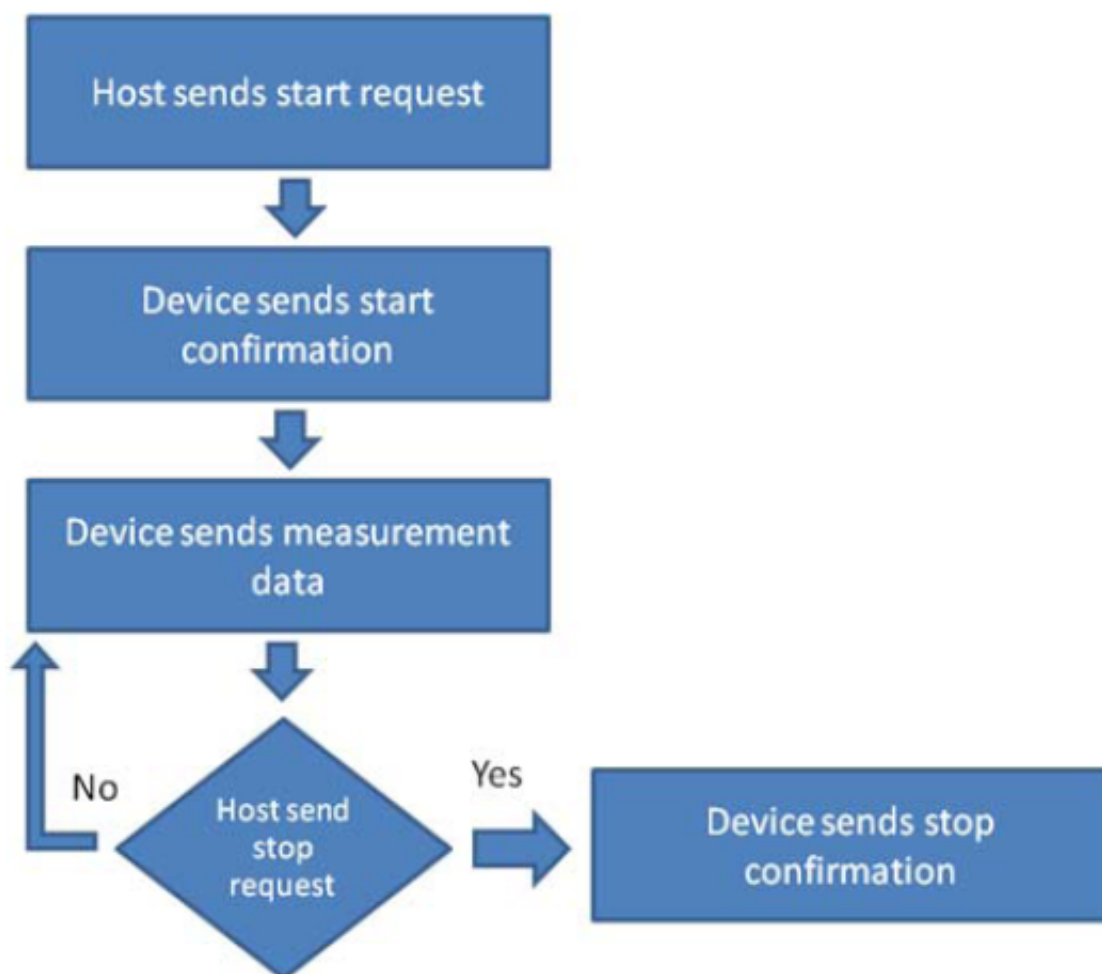 Host sends start request
Device sends start
confirmation
Device sends measurement
data
No
Host send
stop
request
Yes
Device sends stop
confirmation